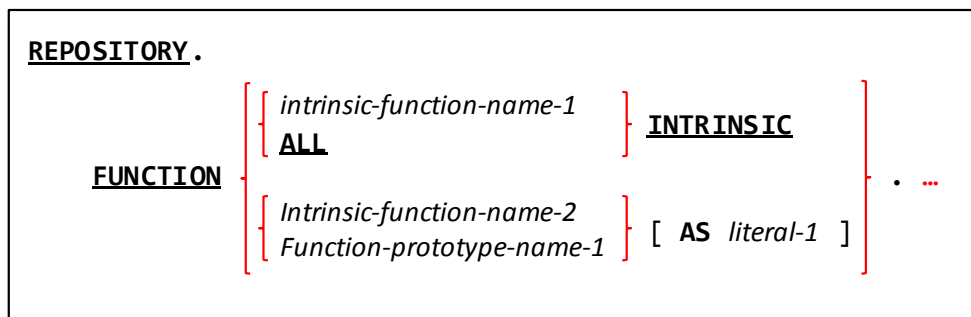 REPOSITORY.
intrinsic-function-name-1
ALL
INTRINSIC
FUNCTION
. …
Intrinsic-function-name-2
Function-prototype-name-1
[ AS literal-1 ]